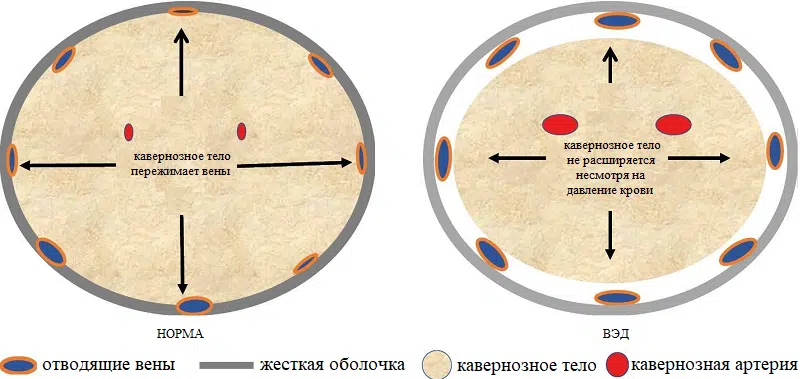 кавернозное тело
пережимает вены
кавернозное тело
не расширяется
несмотря на
давление крови
НОРМА
ВЭД
отводящие вены
жесткая оболочка
кавернозное тело
кавернозная артерия